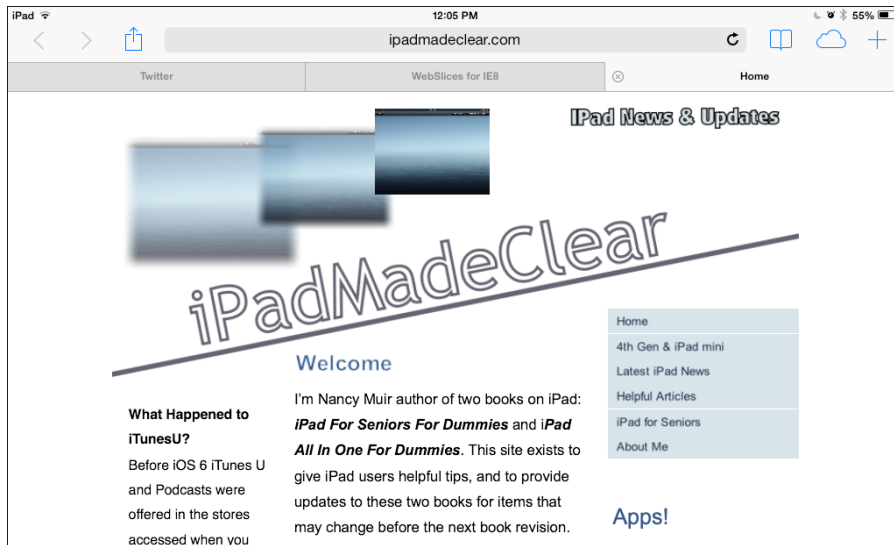 iPad 12:05 PM 55%
ipadmadeclear.com
Twitter WebSlices for IE8 Home
IPad News & Updates
iPadMadeClear
Home
4th Gen & iPad mini
Latest iPad News
Helpful Articles
iPad for Seniors
About Me
Welcome
I'm Nancy Muir author of two books on iPad:
iPad For Seniors For Dummies and iPad
All In One For Dummies. This site exists to
give iPad users helpful tips, and to provide
updates to these two books for items that
may change before the next book revision.
What Happened to
iTunesU?
Before iOS 6 iTunes U
and Podcasts were
offered in the stores
accessed when you
Apps!